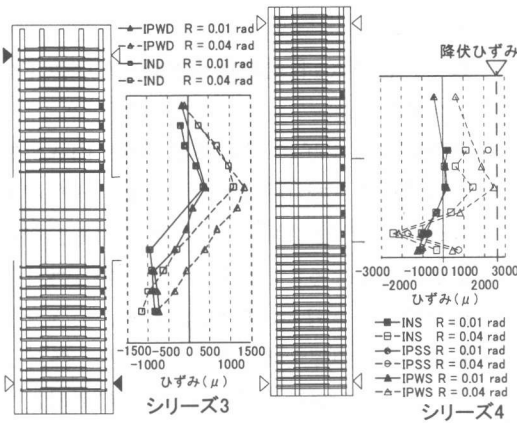 IPWD R = 0.01 rad
IPWD R = 0.04 rad
IND R = 0.01 rad
IND R = 0.04 rad
降伏ひずみ
-1500 -500 0 500 1500
-1000 1000
ひずみ(μ)
シリーズ3
-3000 -1000 0 1000 3000
-2000 2000
ひずみ(μ)
INS R = 0.01 rad
INS R = 0.04 rad
IPSS R = 0.01 rad
IPSS R = 0.04 rad
IPWS R = 0.01 rad
IPWS R = 0.04 rad
シリーズ4